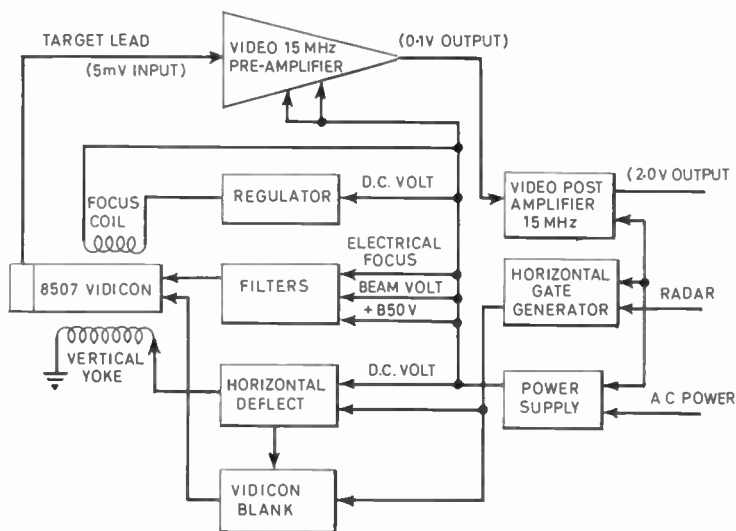 TARGET LEAD
(5mV INPUT)
VIDEO 15 MHz
PRE-AMPLIFIER
(0·1V OUTPUT)
FOCUS
COIL
REGULATOR
D.C. VOLT
VIDEO POST
AMPLIFIER
15 MHz
(2·0V OUTPUT
8507 VIDICON
FILTERS
ELECTRICAL
FOCUS
BEAM VOLT
+ 850 V
HORIZONTAL
GATE
GENERATOR
RADAR
VERTICAL
YOKE
HORIZONTAL
DEFLECT
D.C. VOLT
POWER
SUPPLY
A C POWER
VIDICON
BLANK